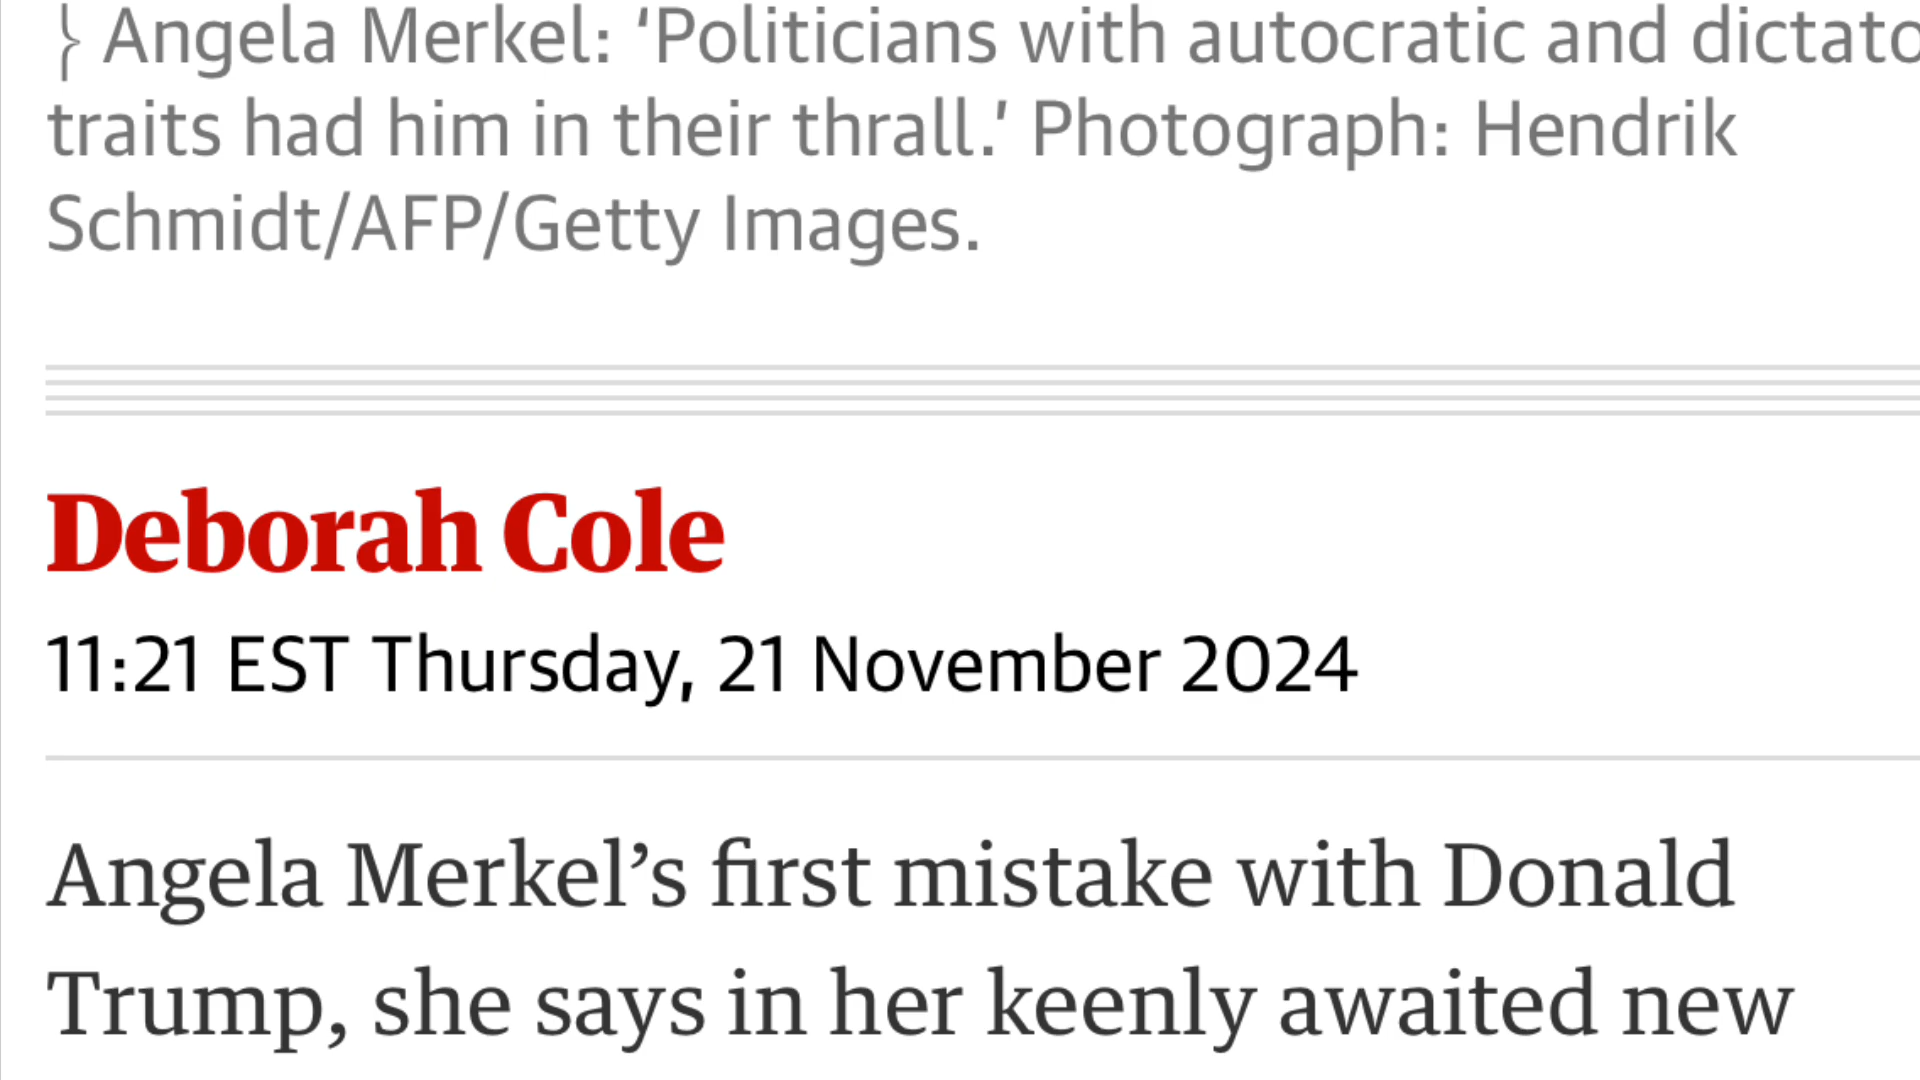 Angela Merkel: ‘Politicians with autocratic and dictato
traits had him in their thrall.’ Photograph: Hendrik
Schmidt/AFP/Getty Images.
Deborah Cole
11:21 EST Thursday, 21 November 2024
Angela Merkel’s first mistake with Donald
Trump, she says in her keenly awaited new